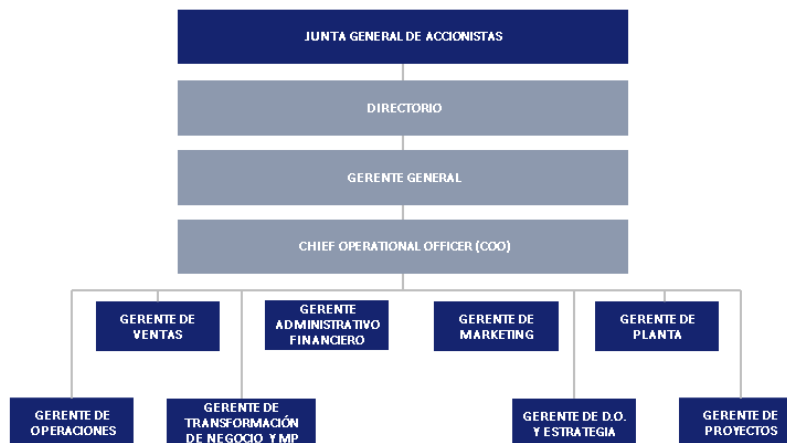 JUNTA GENERAL DE ACCIONISTAS
DIRECTORIO
GERENTE GENERAL
CHIEF OPERATIONAL OFFICER (COO)
GERENTE DE
VENTAS
GERENTE
ADMINISTRATIVO
FINANCIERO
GERENTE DE
MARKETING
GERENTE DE
PLANTA
GERENTE DE
OPERACIONES
GERENTE DE
TRANSFORMACIÓN
DE NEGOCIO Y MP
GERENTE DE D.O.
Y ESTRATEGIA
GERENTE DE
PROYECTOS